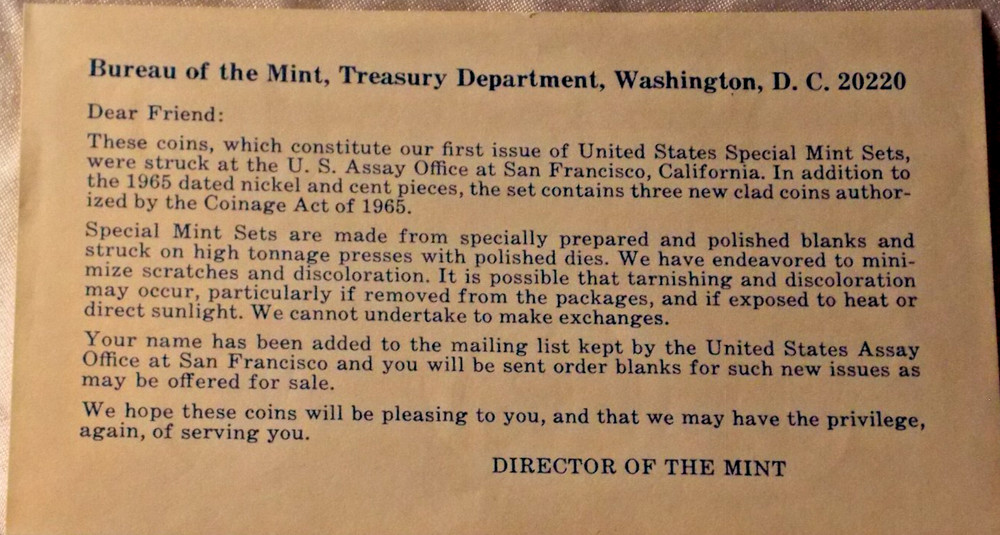 Bureau of the Mint, Treasury Department, Washington, D. C. 20220
Dear Friend:
These coins, which constitute our first issue of United States Special Mint Sets,
were struck at the U. S. Assay Office at San Francisco, California. In addition to
the 1965 dated nickel and cent pieces, the set contains three new clad coins author-
ized by the Coinage Act of 1965.
Special Mint Sets are made from specially prepared and polished blanks and
struck on high tonnage presses with polished dies. We have endeavored to mini-
mize scratches and discoloration. It is possible that tarnishing and discoloration
may occur, particularly if removed from the packages, and if exposed to heat or
direct sunlight. We cannot undertake to make exchanges.
Your name has been added to the mailing list kept by the United States Assay
Office at San Francisco and you will be sent order blanks for such new issues as
may be offered for sale.
We hope these coins will be pleasing to you, and that we may have the privilege,
again, of serving you.
DIRECTOR OF THE MINT